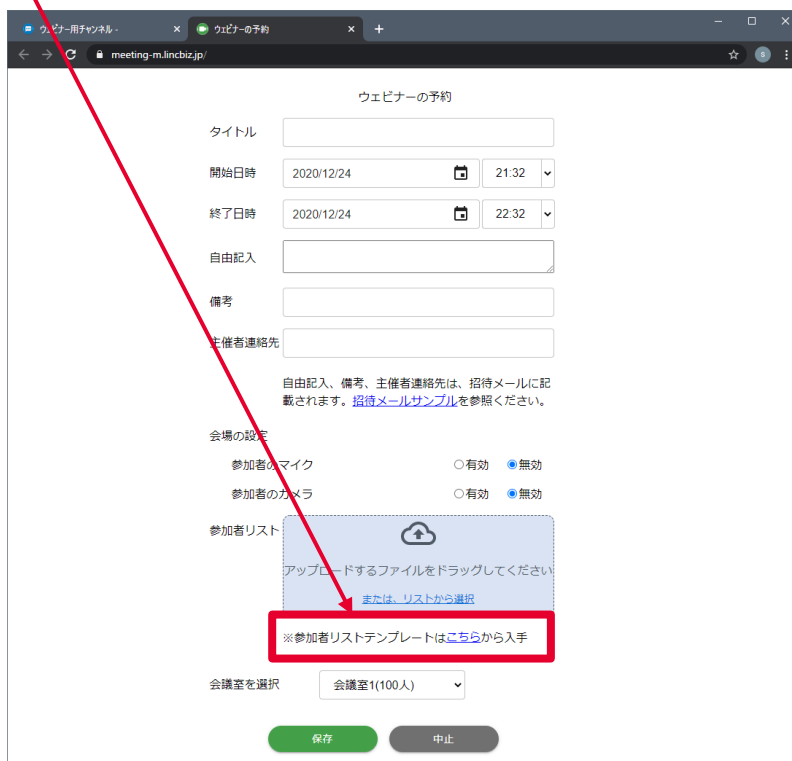 ウェビナー用チャンネル -
ウェビナーの予約
meeting-m.lincbiz.jp/
S
ウェビナーの予約
タイトル
開始日時 2020/12/24 21:32
終了日時 2020/12/24 22:32
自由記入
備考
主催者連絡先
自由記入、備考、主催者連絡先は、招待メールに記
載されます。招待メールサンプルを参照ください。
会場の設定
参加者のマイク 有効 無効
参加者のカメラ 有効 無効
参加者リスト
アップロードするファイルをドラッグしてください
または、リストから選択
※参加者リストテンプレートはこちらから入手
会議室を選択 会議室1(100人)
保存 中止